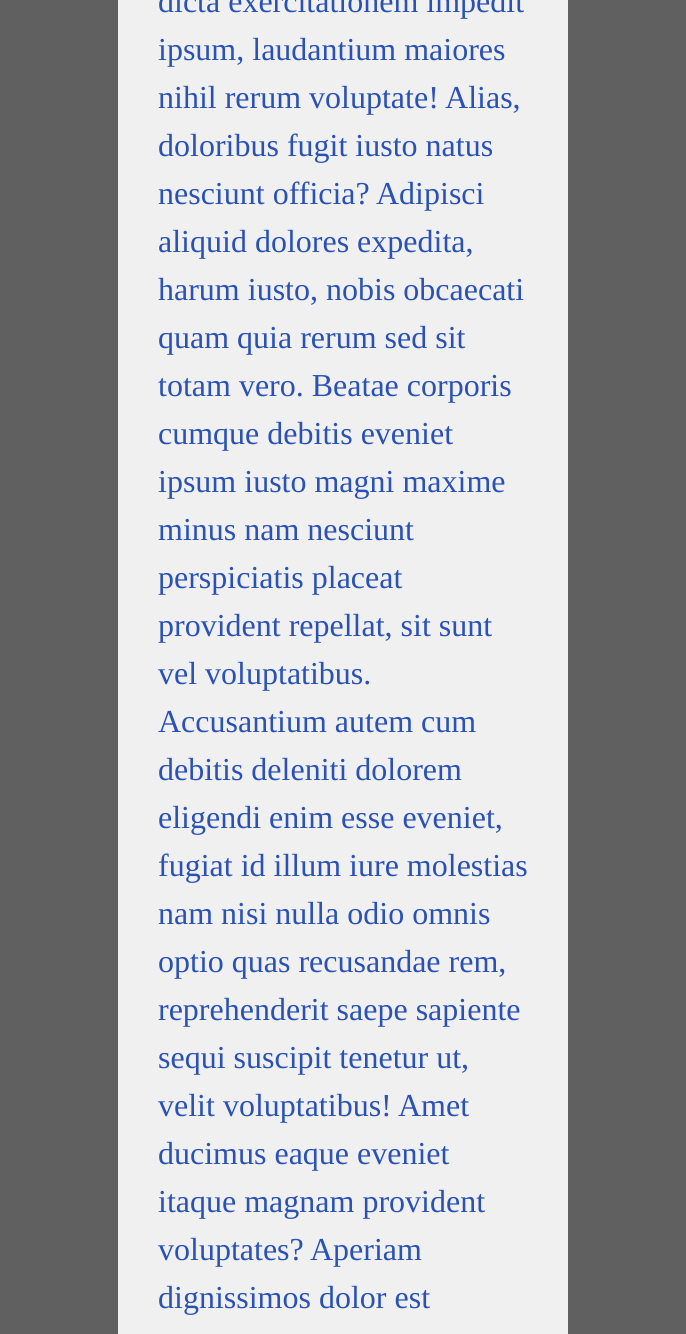 dicta exercitationem impedit
ipsum, laudantium maiores
nihil rerum voluptate! Alias,
doloribus fugit iusto natus
nesciunt officia? Adipisci
aliquid dolores expedita,
harum iusto, nobis obcaecati
quam quia rerum sed sit
totam vero. Beatae corporis
cumque debitis eveniet
ipsum iusto magni maxime
minus nam nesciunt
perspiciatis placeat
provident repellat, sit sunt
vel voluptatibus.
Accusantium autem cum
debitis deleniti dolorem
eligendi enim esse eveniet,
fugiat id illum iure molestias
nam nisi nulla odio omnis
optio quas recusandae rem,
reprehenderit saepe sapiente
sequi suscipit tenetur ut,
velit voluptatibus! Amet
ducimus eaque eveniet
itaque magnam provident
voluptates? Aperiam
dignissimos dolor est